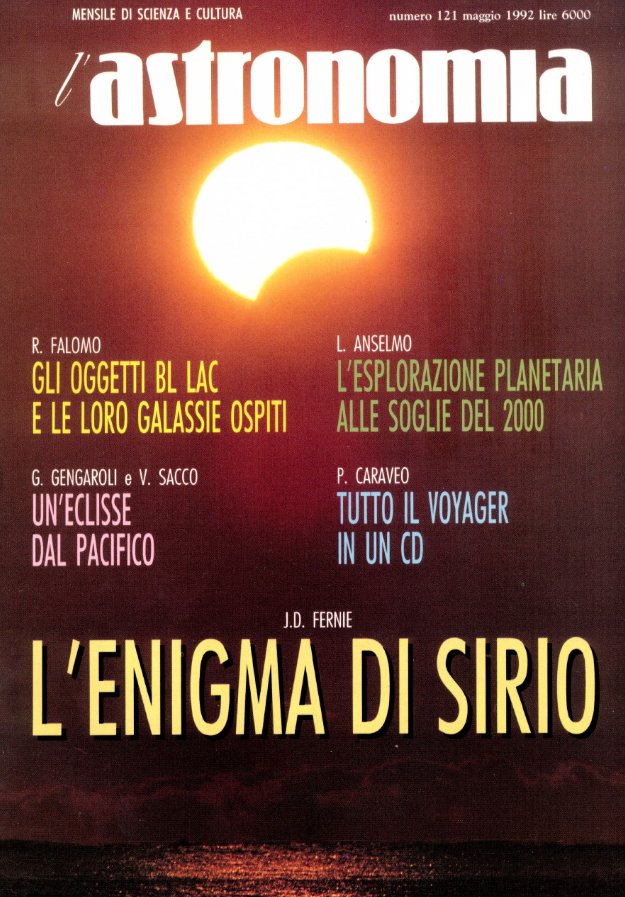 MENSILE DI SCIENZA E CULTURA
numero 121 maggio 1992 lire 6000
l'astronomia
R. FALOMO
GLI OGGETTI BL LAC
E LE LORO GALASSIE OSPITI
L. ANSELMO
L'ESPLORAZIONE PLANETARIA
ALLE SOGLIE DEL 2000
G. GENGAROLI e V. SACCO
UN'ECLISSE
DAL PACIFICO
P. CARAVEO
TUTTO IL VOYAGER
IN UN CD
J.D. FERNIE
L'ENIGMA DI SIRIO